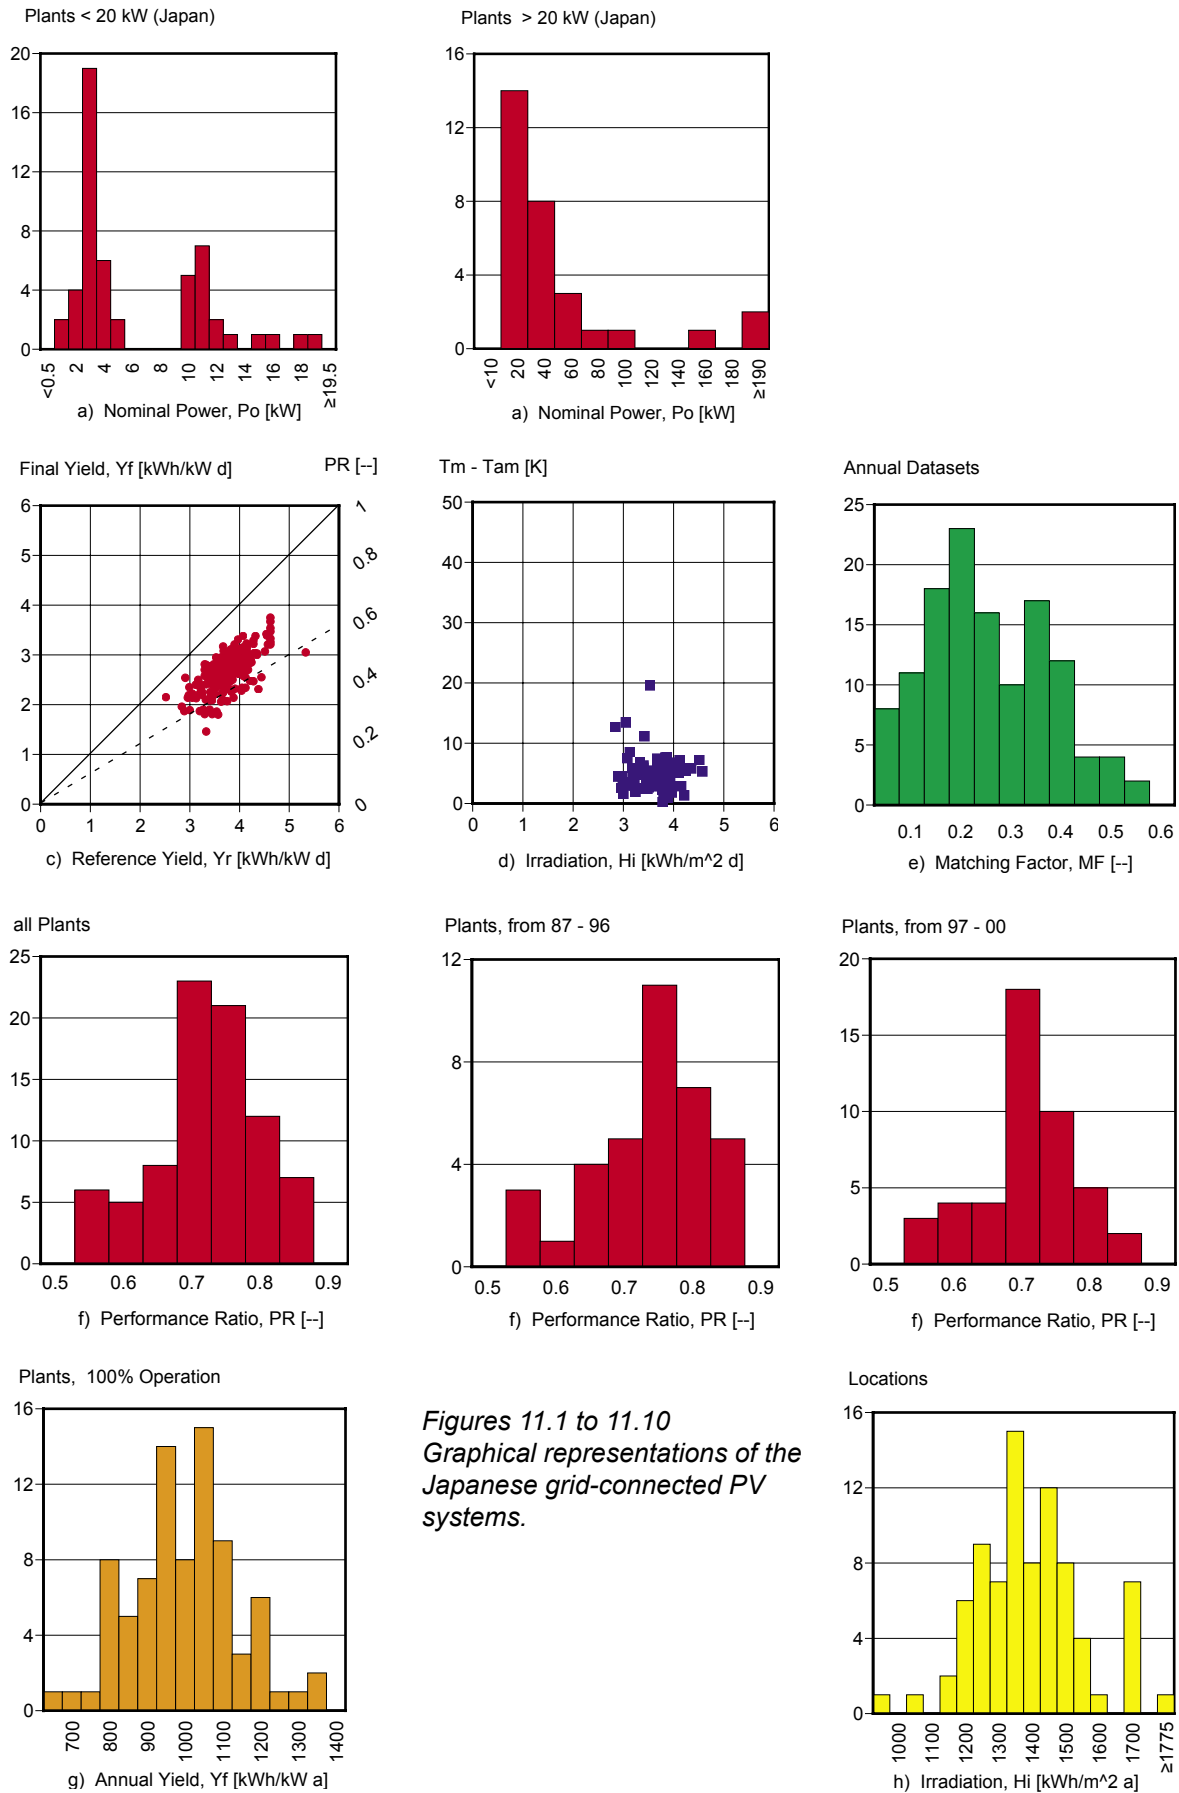 Plants < 20 kW (Japan)
20
16
12
8
4
0
<0.5 2 4 6 8 10 12 14 16 18 ≥19.5
a) Nominal Power, Po [kW]
Plants > 20 kW (Japan)
16
12
8
4
0
<10 20 40 60 80 100 120 140 160 180 ≥190
a) Nominal Power, Po [kW]
Final Yield, Yf [kWh/kW d] PR [--]
6
5
4
3
2
1
0
1
0.8
0.6
0.4
0.2
0
0 1 2 3 4 5 6
c) Reference Yield, Yr [kWh/kW d]
Tm - Tam [K]
50
40
30
20
10
0
0 1 2 3 4 5 6
d) Irradiation, Hi [kWh/m^2 d]
Annual Datasets
25
20
15
10
5
0
0.1 0.2 0.3 0.4 0.5 0.6
e) Matching Factor, MF [--]
all Plants
25
20
15
10
5
0
0.5 0.6 0.7 0.8 0.9
f) Performance Ratio, PR [--]
Plants, from 87 - 96
12
8
4
0
0.5 0.6 0.7 0.8 0.9
f) Performance Ratio, PR [--]
Plants, from 97 - 00
20
15
10
5
0
0.5 0.6 0.7 0.8 0.9
f) Performance Ratio, PR [--]
Plants, 100% Operation
16
12
8
4
0
700 800 900 1000 1100 1200 1300 1400
g) Annual Yield, Yf [kWh/kW a]
Figures 11.1 to 11.10
Graphical representations of the
Japanese grid-connected PV
systems.
Locations
16
12
8
4
0
1000 1100 1200 1300 1400 1500 1600 1700 ≥1775
h) Irradiation, Hi [kWh/m^2 a]